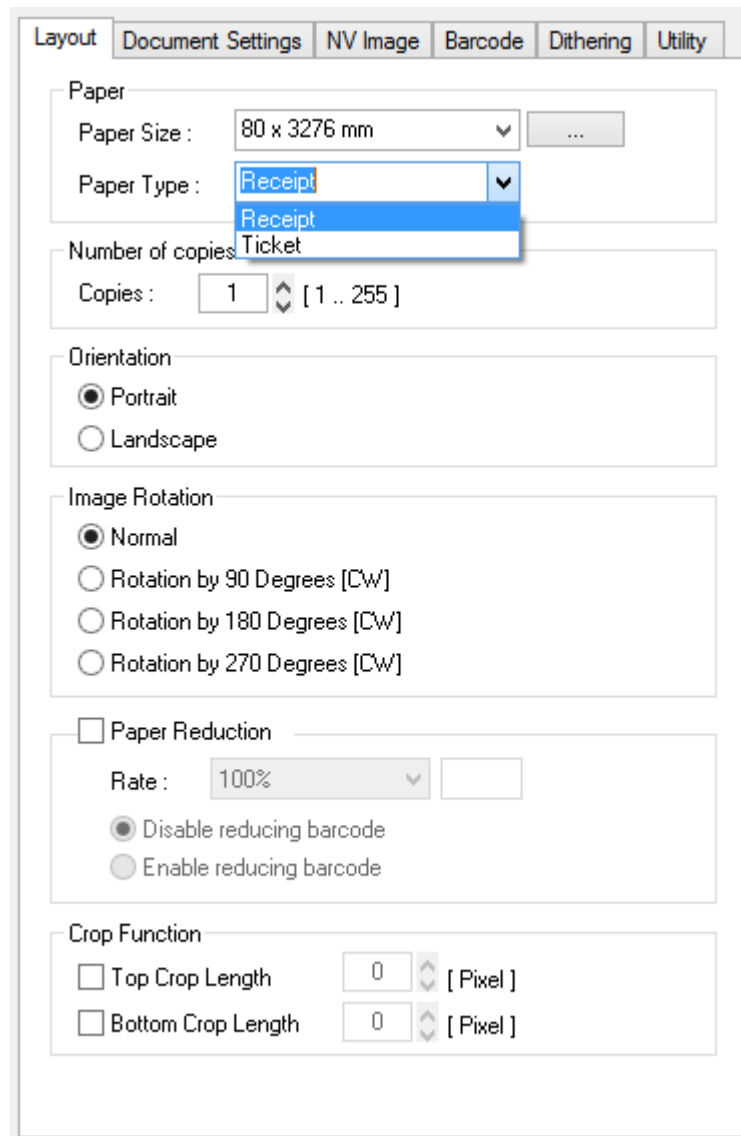 Layout Document Settings NV Image Barcode Dithering Utility
Paper
Paper Size : 80 x 3276 mm ...
Paper Type : Receipt
Receipt
Ticket
Number of copies
Copies : 1 [ 1 .. 255 ]
Orientation
Portrait
Landscape
Image Rotation
Normal
Rotation by 90 Degrees [CW]
Rotation by 180 Degrees [CW]
Rotation by 270 Degrees [CW]
Paper Reduction
Rate : 100%
Disable reducing barcode
Enable reducing barcode
Crop Function
Top Crop Length 0 [ Pixel ]
Bottom Crop Length 0 [ Pixel ]